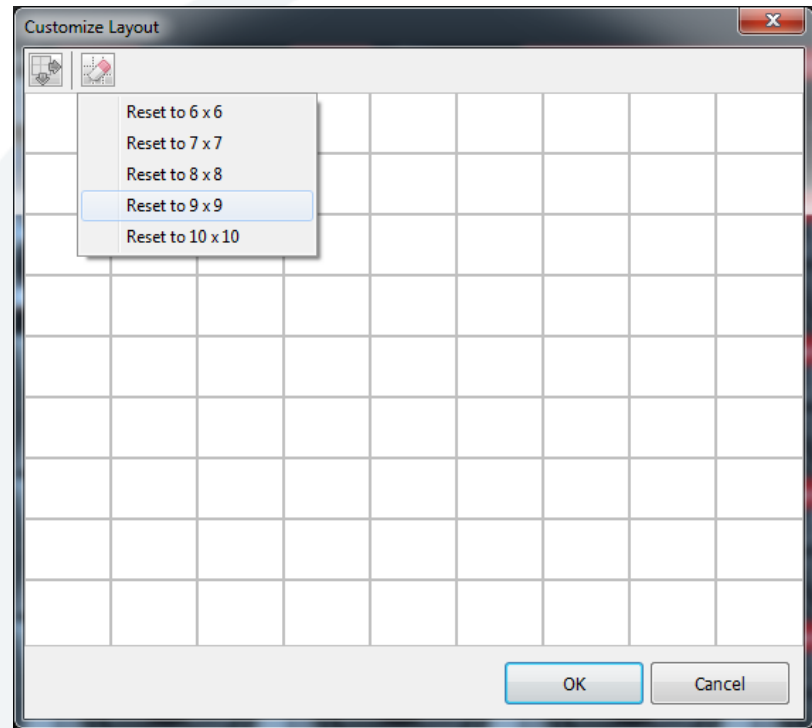 Customize Layout
Reset to 6 x 6
Reset to 7 x 7
Reset to 8 x 8
Reset to 9 x 9
Reset to 10 x 10
OK
Cancel